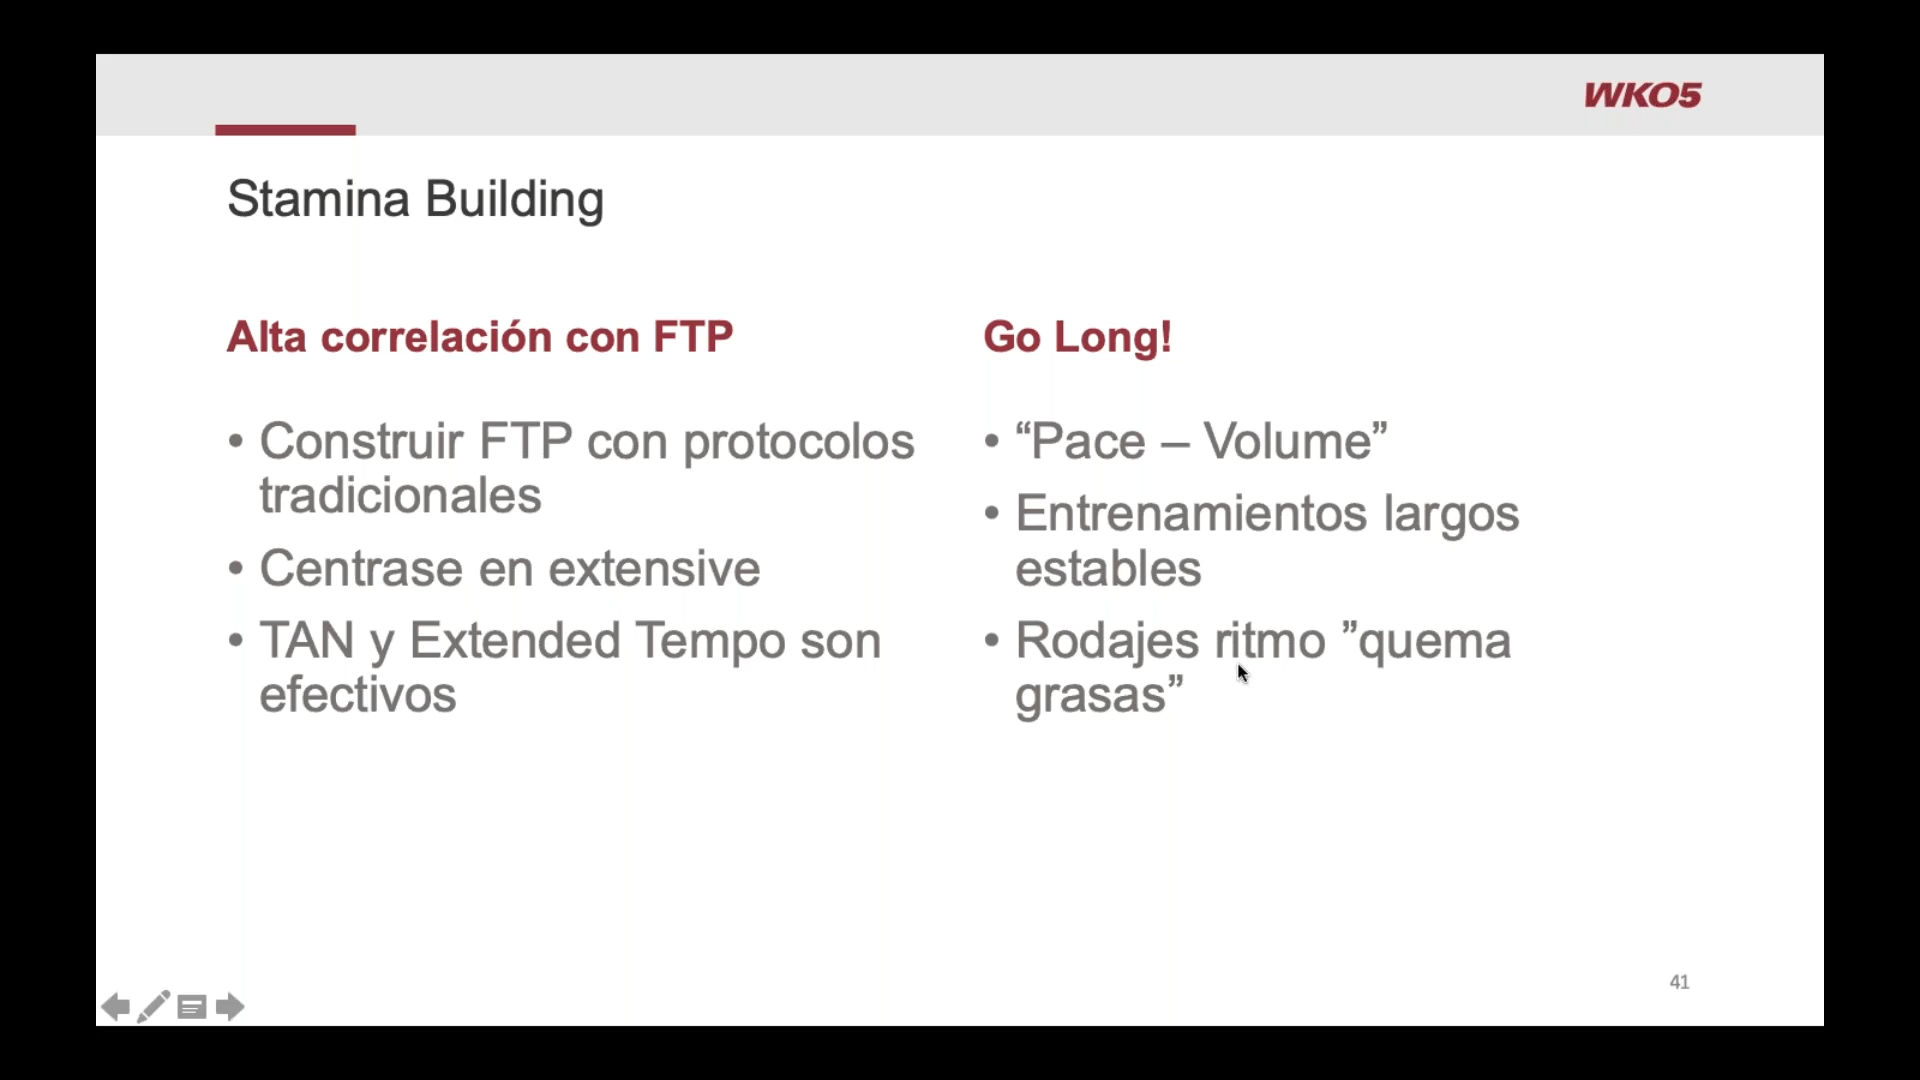 WKO5
Stamina Building
Alta correlación con FTP
• Construir FTP con protocolos
tradicionales
• Centrase en extensive
• TAN y Extended Tempo son
efectivos
Go Long!
• “Pace – Volume”
• Entrenamientos largos
estables
• Rodajes ritmo ”quema
grasas”
41